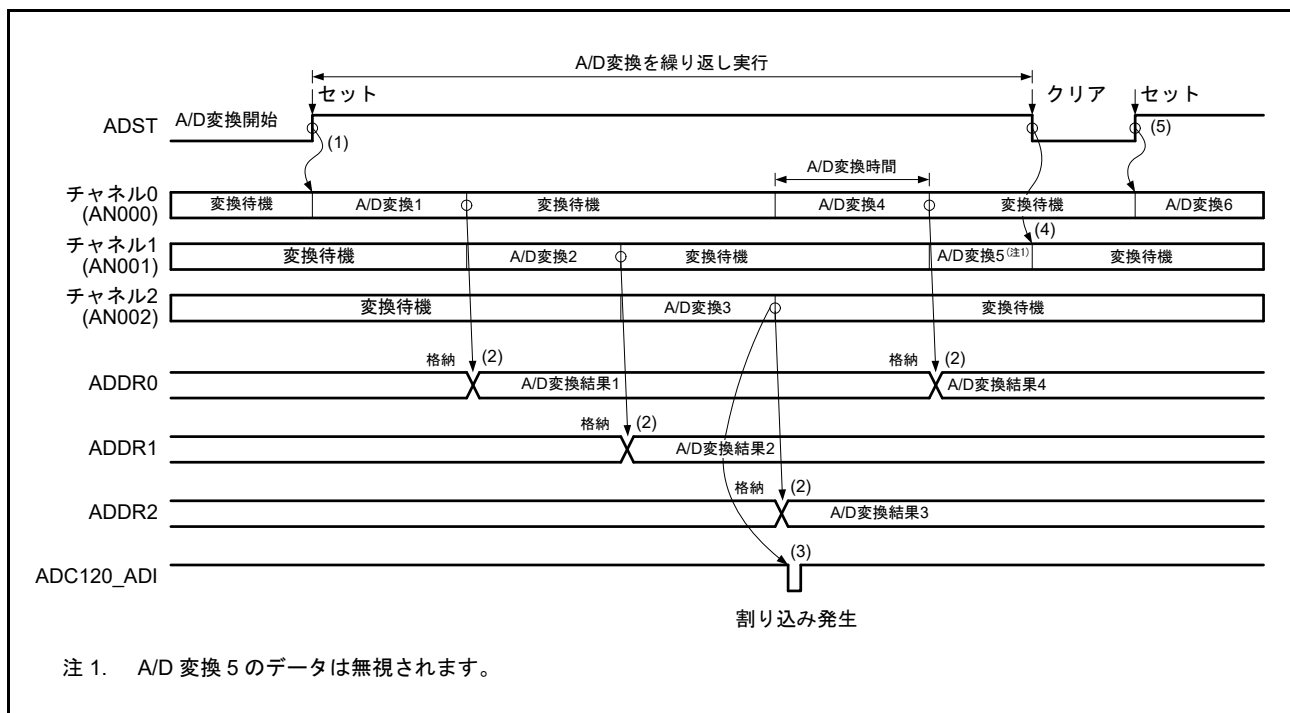 A/D変換を繰り返し実行
セット
クリア
セット
ADST
A/D変換開始
(1)
(5)
A/D変換時間
チャネル0
(AN000)
変換待機
A/D変換1
変換待機
A/D変換4
変換待機
A/D変換6
(4)
チャネル1
(AN001)
変換待機
A/D変換2
変換待機
A/D変換5(注1)
変換待機
チャネル2
(AN002)
変換待機
A/D変換3
変換待機
格納
(2)
格納
(2)
ADDR0
A/D変換結果1
A/D変換結果4
格納
(2)
ADDR1
A/D変換結果2
格納
(2)
ADDR2
A/D変換結果3
(3)
ADC120_ADI
割り込み発生
注 1. A/D 変換 5 のデータは無視されます。